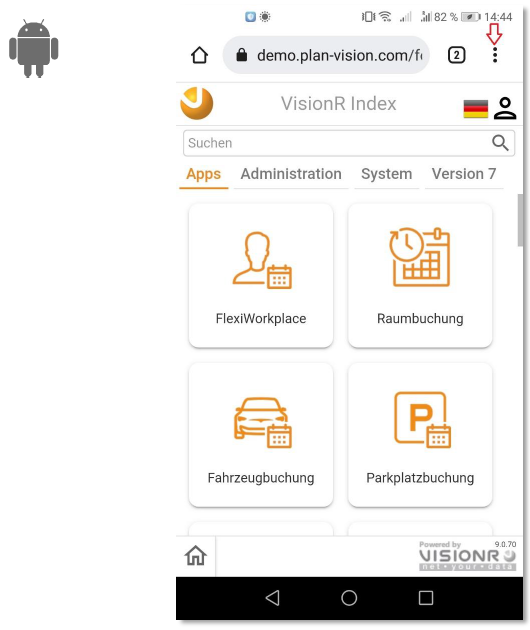 82 % 14:44
demo.plan-vision.com/f
2
VisionR Index
Suchen
Apps Administration System Version 7
FlexiWorkplace Raumbuchung
Fahrzeugbuchung Parkplatzbuchung
Powered by 9.0.70
VISIONR
net • your • data